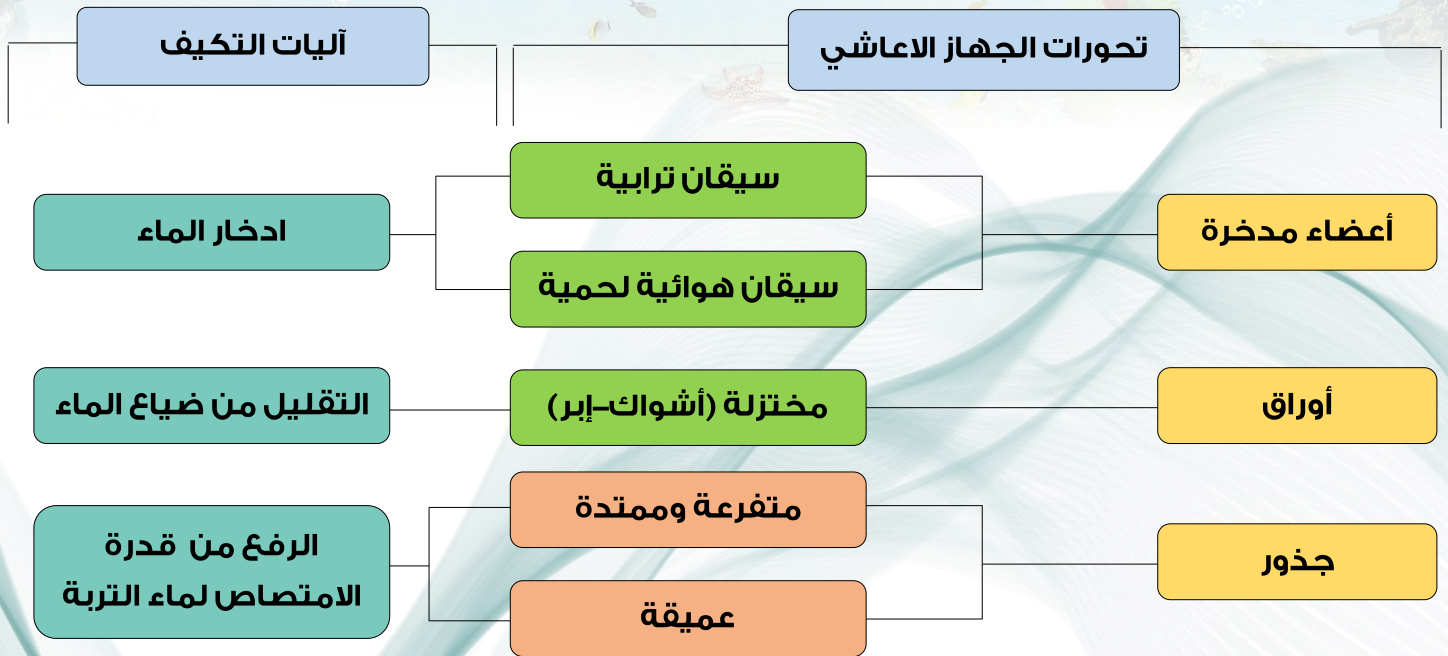 تحورات الجهاز الاعاشي
آليات التكيف
أعضاء مدخرة
سيقان ترابية
سيقان هوائية لحمية
ادخار الماء
أوراق
مختزلة (أشواك-إبر)
التقليل من ضياع الماء
جذور
متفرعة وممتدة
عميقة
الرفع من قدرة
الامتصاص لماء التربة